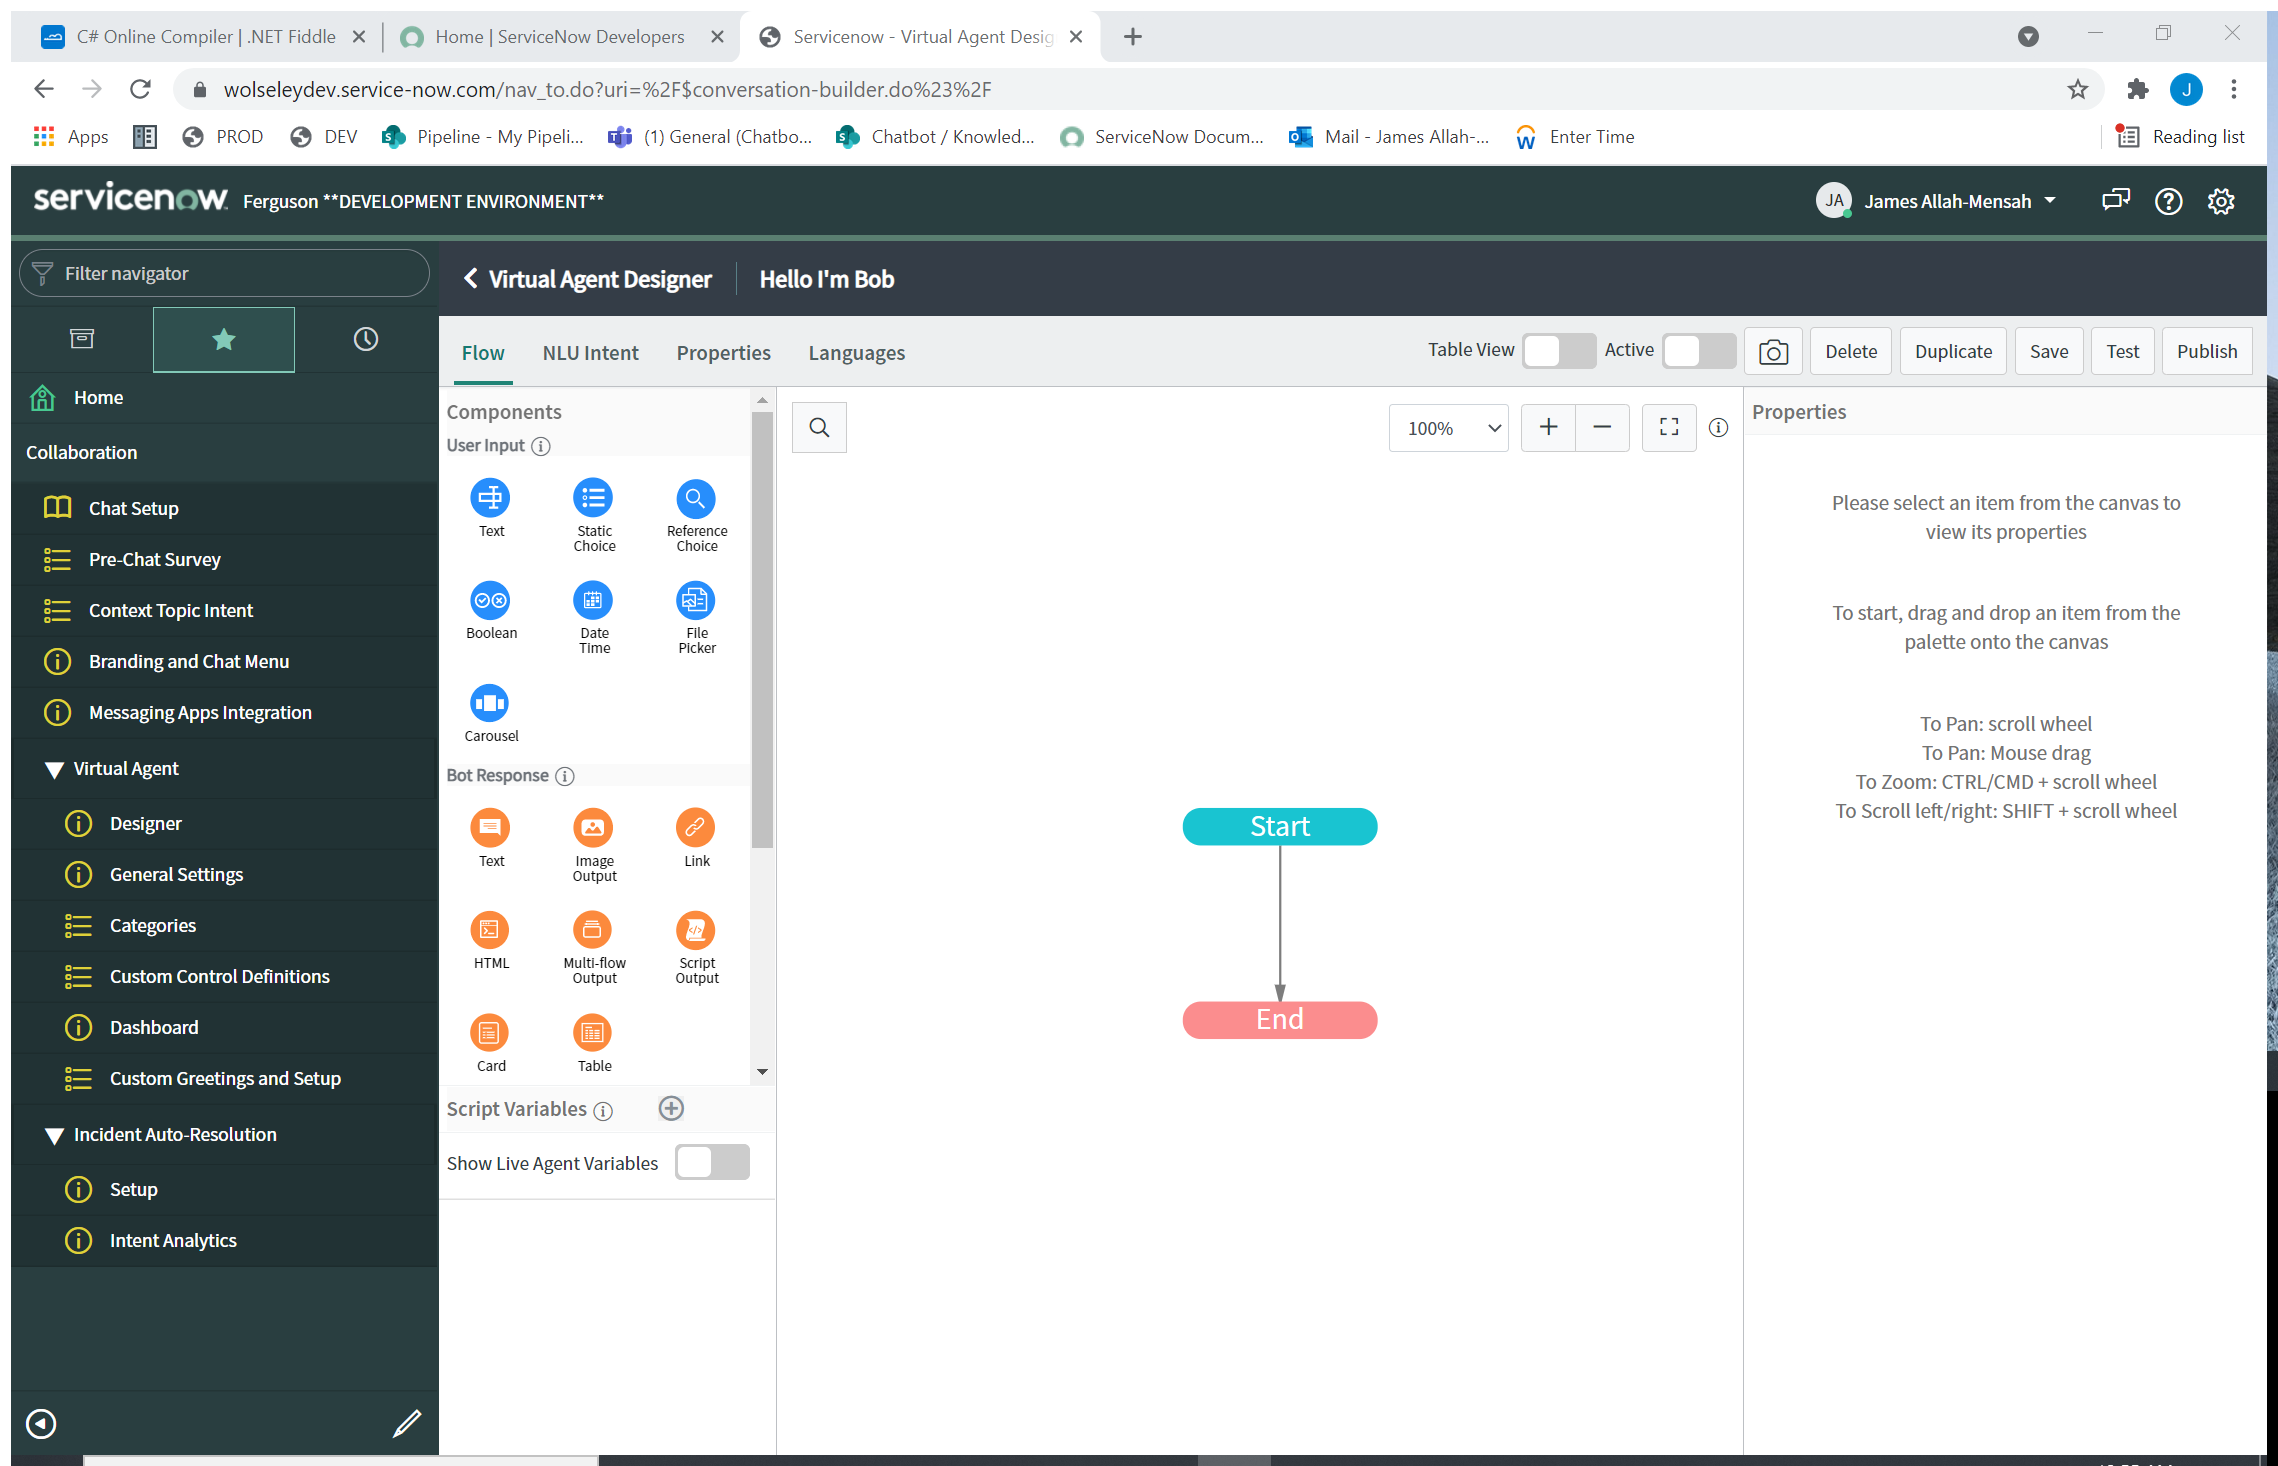 C# Online Compiler | .NET Fiddle
Home | ServiceNow Developers
Servicenow - Virtual Agent Desig
wolseleydev.service-now.com/nav_to.do?uri=%2F$conversation-builder.do%23%2F
J
Apps
PROD
DEV
Pipeline - My Pipeli...
(1) General (Chatbo...
Chatbot / Knowled...
ServiceNow Docum...
Mail - James Allah-...
Enter Time
Reading list
servicenow
Ferguson **DEVELOPMENT ENVIRONMENT**
JA
James Allah-Mensah
Filter navigator
Home
Collaboration
Chat Setup
Pre-Chat Survey
Context Topic Intent
Branding and Chat Menu
Messaging Apps Integration
Virtual Agent
Designer
General Settings
Categories
Custom Control Definitions
Dashboard
Custom Greetings and Setup
Incident Auto-Resolution
Setup
Intent Analytics
Virtual Agent Designer
Hello I'm Bob
Flow
NLU Intent
Properties
Languages
Table View
Active
Delete
Duplicate
Save
Test
Publish
Components
User Input
Text
Static
Choice
Reference
Choice
Boolean
Date
Time
File
Picker
Carousel
Bot Response
Text
Image
Output
Link
HTML
Multi-flow
Output
Script
Output
Card
Table
Script Variables
Show Live Agent Variables
100%
Start
End
Properties
Please select an item from the canvas to
view its properties
To start, drag and drop an item from the
palette onto the canvas
To Pan: scroll wheel
To Pan: Mouse drag
To Zoom: CTRL/CMD + scroll wheel
To Scroll left/right: SHIFT + scroll wheel